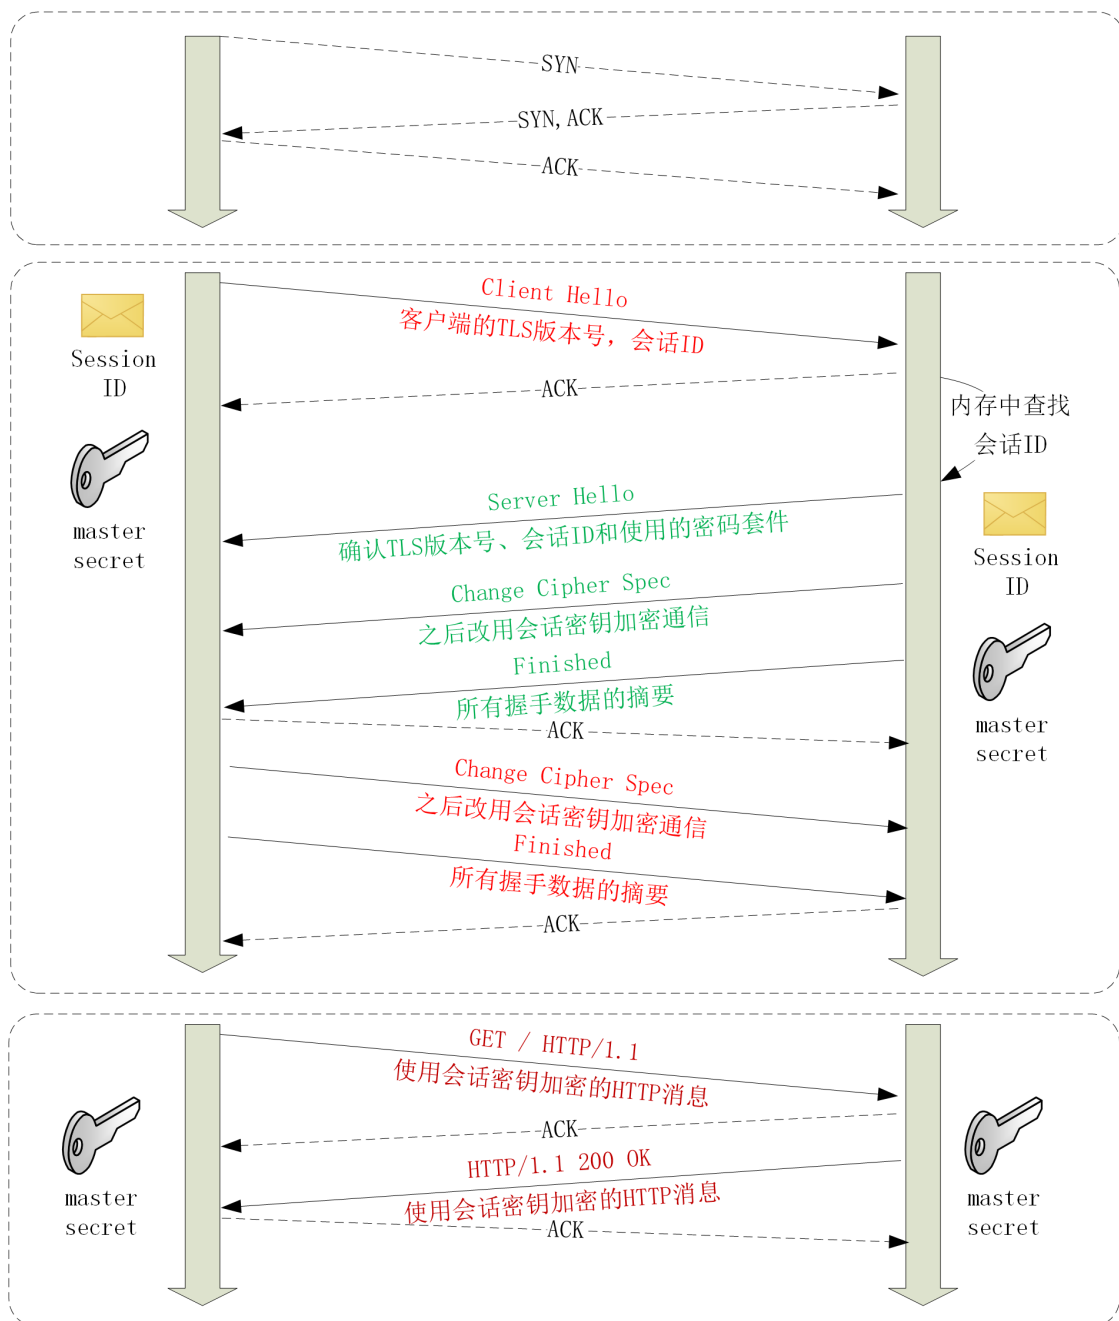 SYN
SYN,ACK
ACK
Client Hello
客户端的TLS版本号，会话ID
Session
ID
ACK
内存中查找
会话ID
master
secret
Server Hello
确认TLS版本号、会话ID和使用的密码套件
Session
ID
Change Cipher Spec
之后改用会话密钥加密通信
Finished
所有握手数据的摘要
ACK
master
secret
Change Cipher Spec
之后改用会话密钥加密通信
Finished
所有握手数据的摘要
ACK
GET / HTTP/1.1
使用会话密钥加密的HTTP消息
ACK
HTTP/1.1 200 OK
使用会话密钥加密的HTTP消息
ACK
master
secret
master
secret